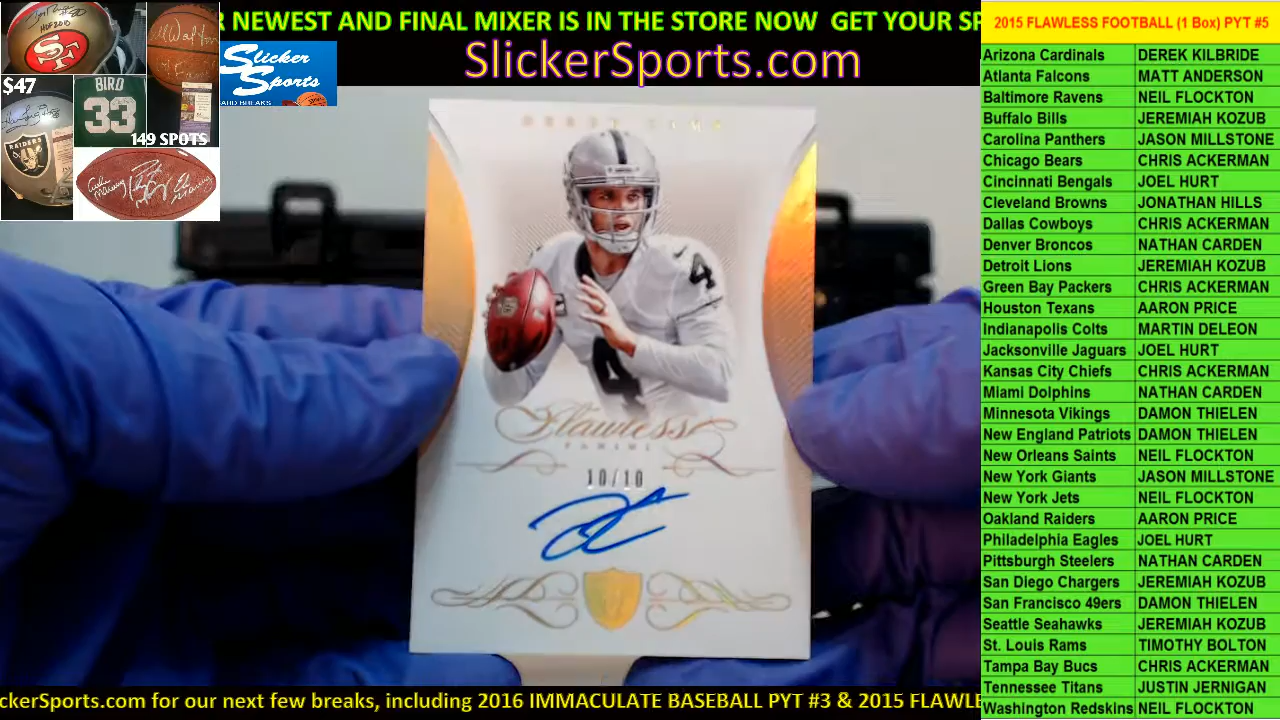 R NEWEST AND FINAL MIXER IS IN THE STORE NOW  GET YOUR SP
SlickerSports.com
HOF 2010
SF
$47
RAIDERS
BIRD
33
149 SPOTS
Slicker
Sports
ARD BREAKS
DEREK CARR
4
4
Flawless
PANINI
10/10
2015 FLAWLESS FOOTBALL (1 Box) PYT #5
Arizona Cardinals DEREK KILBRIDE
Atlanta Falcons MATT ANDERSON
Baltimore Ravens NEIL FLOCKTON
Buffalo Bills JEREMIAH KOZUB
Carolina Panthers JASON MILLSTONE
Chicago Bears CHRIS ACKERMAN
Cincinnati Bengals JOEL HURT
Cleveland Browns JONATHAN HILLS
Dallas Cowboys CHRIS ACKERMAN
Denver Broncos NATHAN CARDEN
Detroit Lions JEREMIAH KOZUB
Green Bay Packers CHRIS ACKERMAN
Houston Texans AARON PRICE
Indianapolis Colts MARTIN DELEON
Jacksonville Jaguars JOEL HURT
Kansas City Chiefs CHRIS ACKERMAN
Miami Dolphins NATHAN CARDEN
Minnesota Vikings DAMON THIELEN
New England Patriots DAMON THIELEN
New Orleans Saints NEIL FLOCKTON
New York Giants JASON MILLSTONE
New York Jets NEIL FLOCKTON
Oakland Raiders AARON PRICE
Philadelphia Eagles JOEL HURT
Pittsburgh Steelers NATHAN CARDEN
San Diego Chargers JEREMIAH KOZUB
San Francisco 49ers DAMON THIELEN
Seattle Seahawks JEREMIAH KOZUB
St. Louis Rams TIMOTHY BOLTON
Tampa Bay Bucs CHRIS ACKERMAN
Tennessee Titans JUSTIN JERNIGAN
Washington Redskins NEIL FLOCKTON
ckerSports.com for our next few breaks, including 2016 IMMACULATE BASEBALL PYT #3 & 2015 FLAWLE